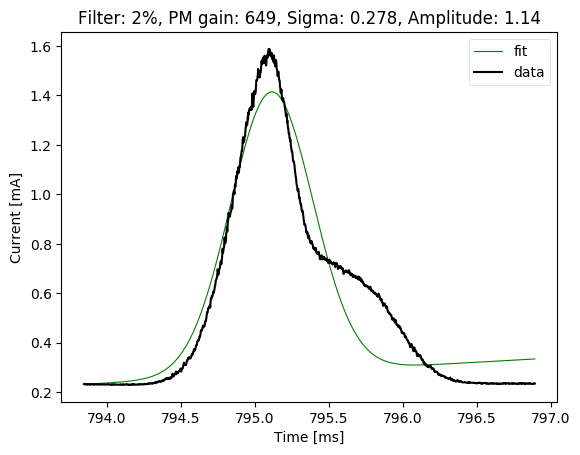 Filter: 2%, PM gain: 649, Sigma: 0.278, Amplitude: 1.14
fit
data
1.6
1.4
1.2
1.0
0.8
0.6
0.4
0.2
Current [mA]
794.0 794.5 795.0 795.5 796.0 796.5 797.0
Time [ms]